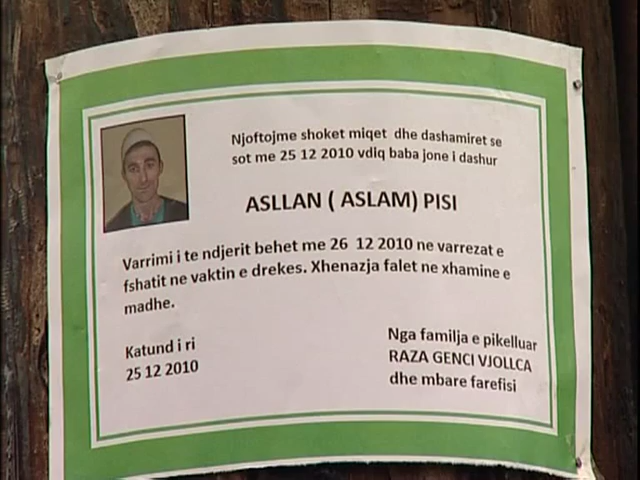 Njoftojme shoket miqet dhe dashamiret se
sot me 25 12 2010 vdiq baba jone i dashur
ASLLAN ( ASLAM) PISI
Varrimi i te ndjerit behet me 26 12 2010 ne varrezat e
fshatit ne vaktin e drekes. Xhenazja falet ne xhamine e
madhe.
Katund i ri
25 12 2010
Nga familja e pikelluar
RAZA GENCI VJOLLCA
dhe mbare farefisi